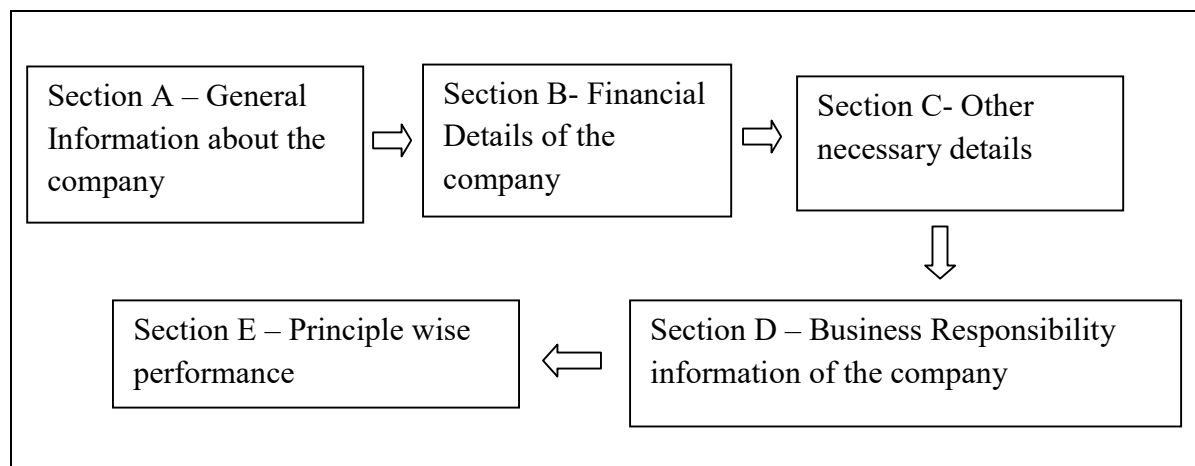 Section A – General
Information about the
company
Section B- Financial
Details of the
company
Section C- Other
necessary details
Section D – Business Responsibility
information of the company
Section E – Principle wise
performance